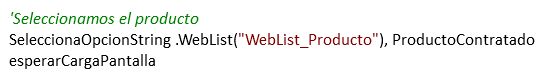 'Seleccionamos el producto
SeleccionaOpcionString .WebList("WebList_Producto"), ProductoContratado
esperarCargaPantalla